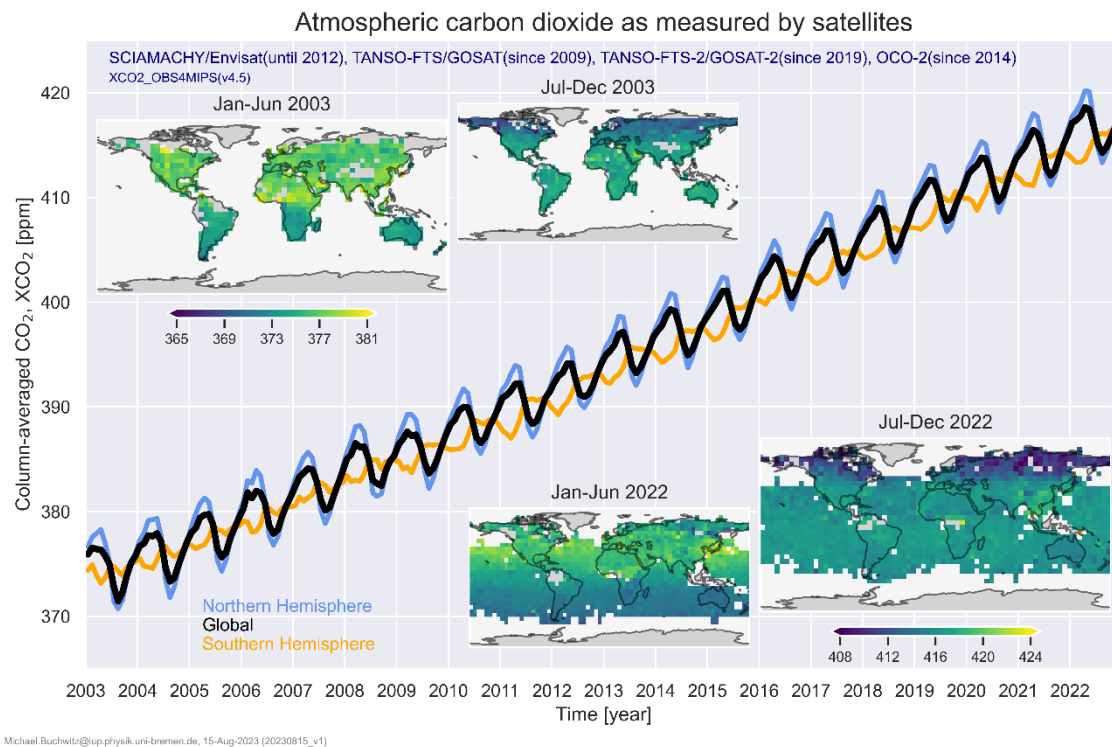 Atmospheric carbon dioxide as measured by satellites
SCIAMACHY/Envisat(until 2012), TANSO-FTS/GOSAT(since 2009), TANSO-FTS-2/GOSAT-2(since 2019), OCO-2(since 2014)
XCO2_OBS4MIPS(v4.5)
Jan-Jun 2003
Jul-Dec 2003
365 369 373 377 381
Jul-Dec 2022
Jan-Jun 2022
408 412 416 420 424
Northern Hemisphere
Global
Southern Hemisphere
Column-averaged CO₂, XCO₂ [ppm]
420
410
400
390
380
370
2003 2004 2005 2006 2007 2008 2009 2010 2011 2012 2013 2014 2015 2016 2017 2018 2019 2020 2021 2022
Time [year]
Michael.Buchwitz@iup.physik.uni-bremen.de, 15-Aug-2023 (20230815_v1)